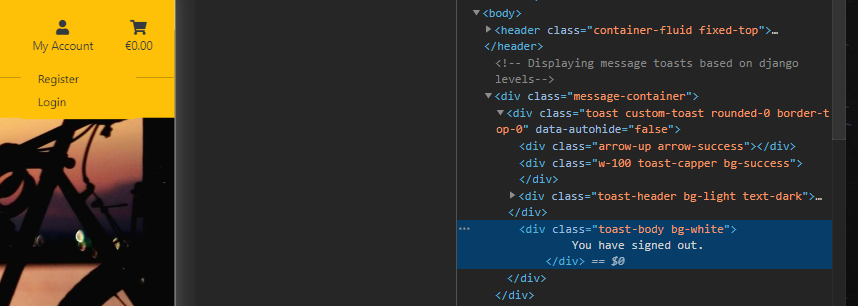 My Account
€0.00
Register
Login
<body>
<header class="container-fluid fixed-top">…
</header>
<!-- Displaying message toasts based on django
levels-->
<div class="message-container">
<div class="toast custom-toast rounded-0 border-t
op-0" data-autohide="false">
<div class="arrow-up arrow-success"></div>
<div class="w-100 toast-capper bg-success">
</div>
<div class="toast-header bg-light text-dark">…
</div>
<div class="toast-body bg-white">
You have signed out.
</div> == $0
</div>
</div>